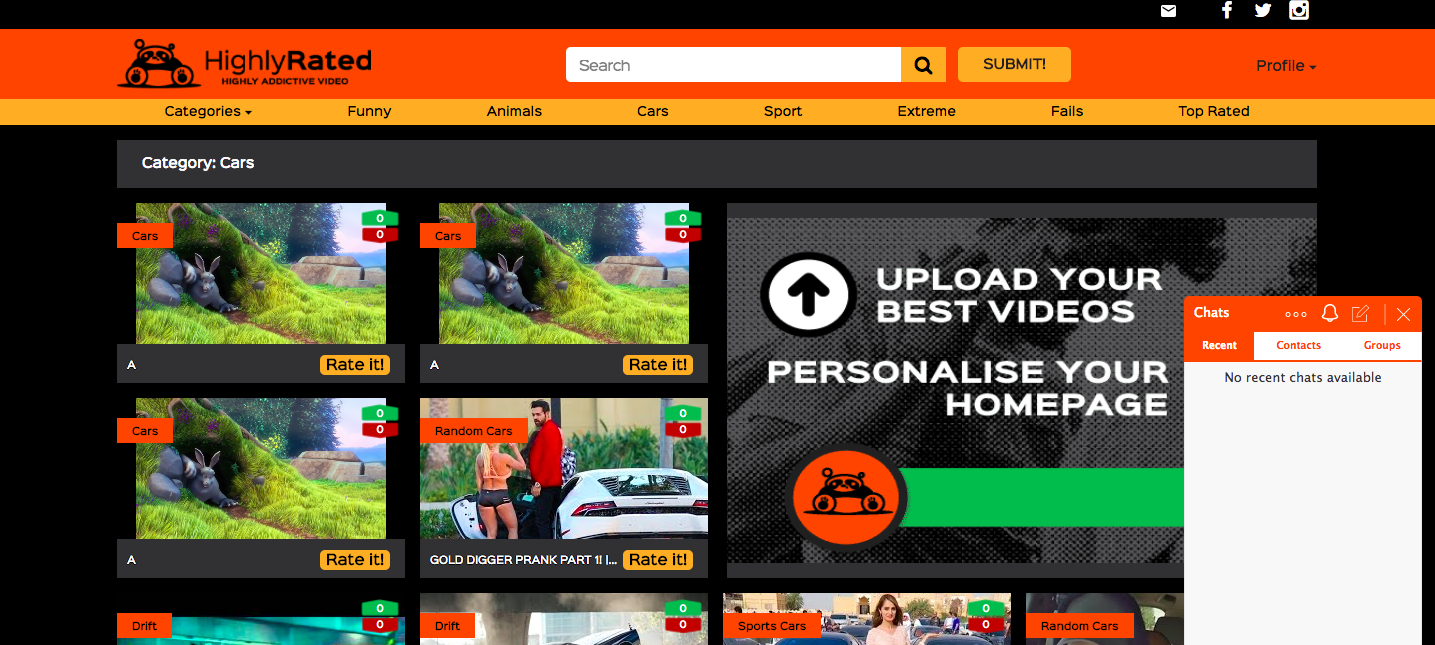 HighlyRated
HIGHLY ADDICTIVE VIDEO
Search
SUBMIT!
Profile
Categories
Funny
Animals
Cars
Sport
Extreme
Fails
Top Rated
Category: Cars
Cars
0
0
A
Rate it!
Cars
0
0
A
Rate it!
UPLOAD YOUR
BEST VIDEOS
PERSONALISE YOUR
HOMEPAGE
Cars
0
0
A
Rate it!
Random Cars
0
0
GOLD DIGGER PRANK PART 1! |...
Rate it!
Drift
0
0
Drift
0
0
Sports Cars
0
0
Random Cars
Chats
Recent
Contacts
Groups
No recent chats available